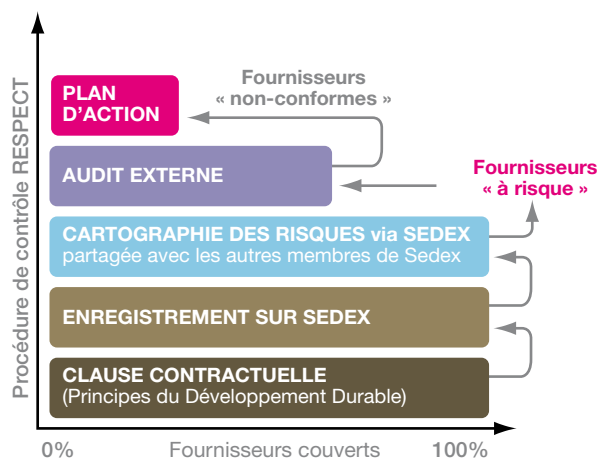 Procédure de contrôle RESPECT
PLAN
D'ACTION
Fournisseurs
« non-conformes »
AUDIT EXTERNE
Fournisseurs
« à risque »
CARTOGRAPHIE DES RISQUES via SEDEX
partagée avec les autres membres de Sedex
ENREGISTREMENT SUR SEDEX
CLAUSE CONTRACTUELLE
(Principes du Développement Durable)
0% Fournisseurs couverts 100%